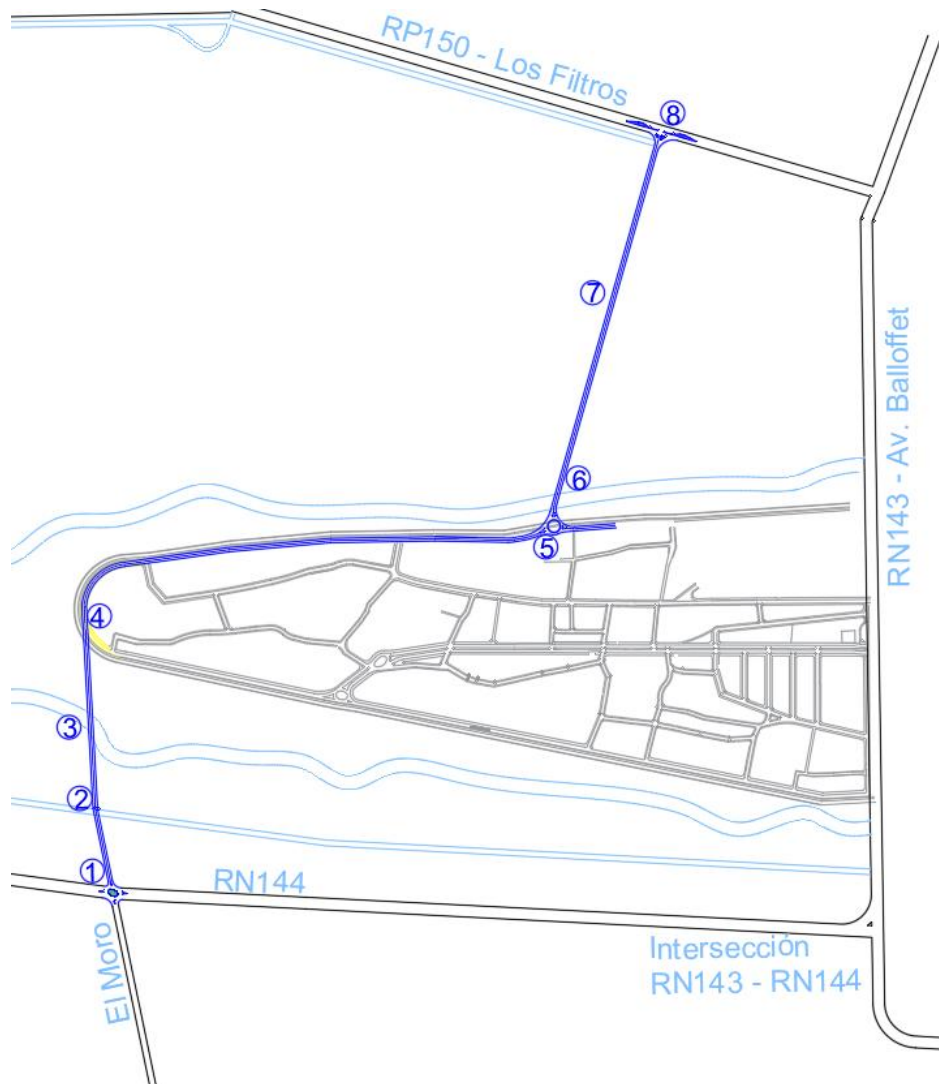 RP150 - Los Filtros
8
7
RN143 - Av. Balloffet
6
5
4
3
2
1
RN144
El Moro
Intersección
RN143 - RN144